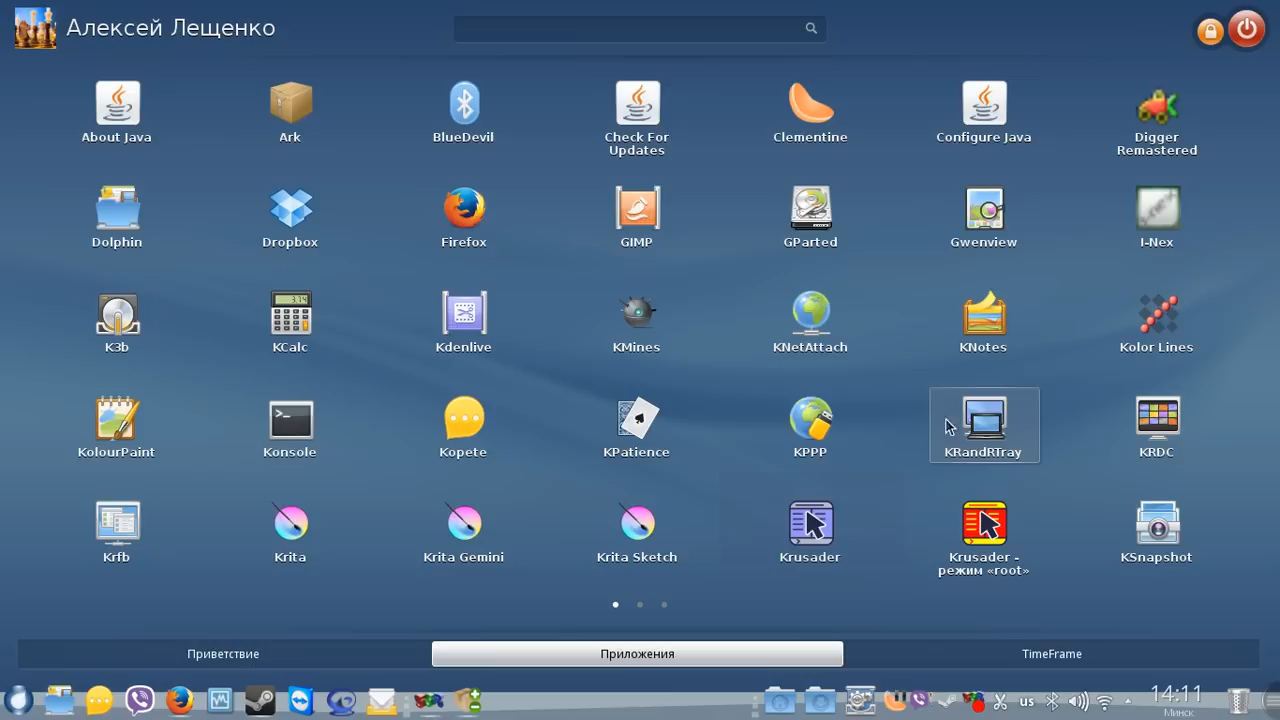 Алексей Лещенко
About Java
Ark
BlueDevil
Check For
Updates
Clementine
Configure Java
Digger
Remastered
Dolphin
Dropbox
Firefox
GIMP
GParted
Gwenview
I-Nex
K3b
KCalc
Kdenlive
KMines
KNetAttach
KNotes
Kolor Lines
KolourPaint
Konsole
Kopete
KPatience
KPPP
KRandRTray
KRDC
Krfb
Krita
Krita Gemini
Krita Sketch
Krusader
Krusader -
режим «root»
KSnapshot
Приветствие
Приложения
TimeFrame
us
14:11
Минск